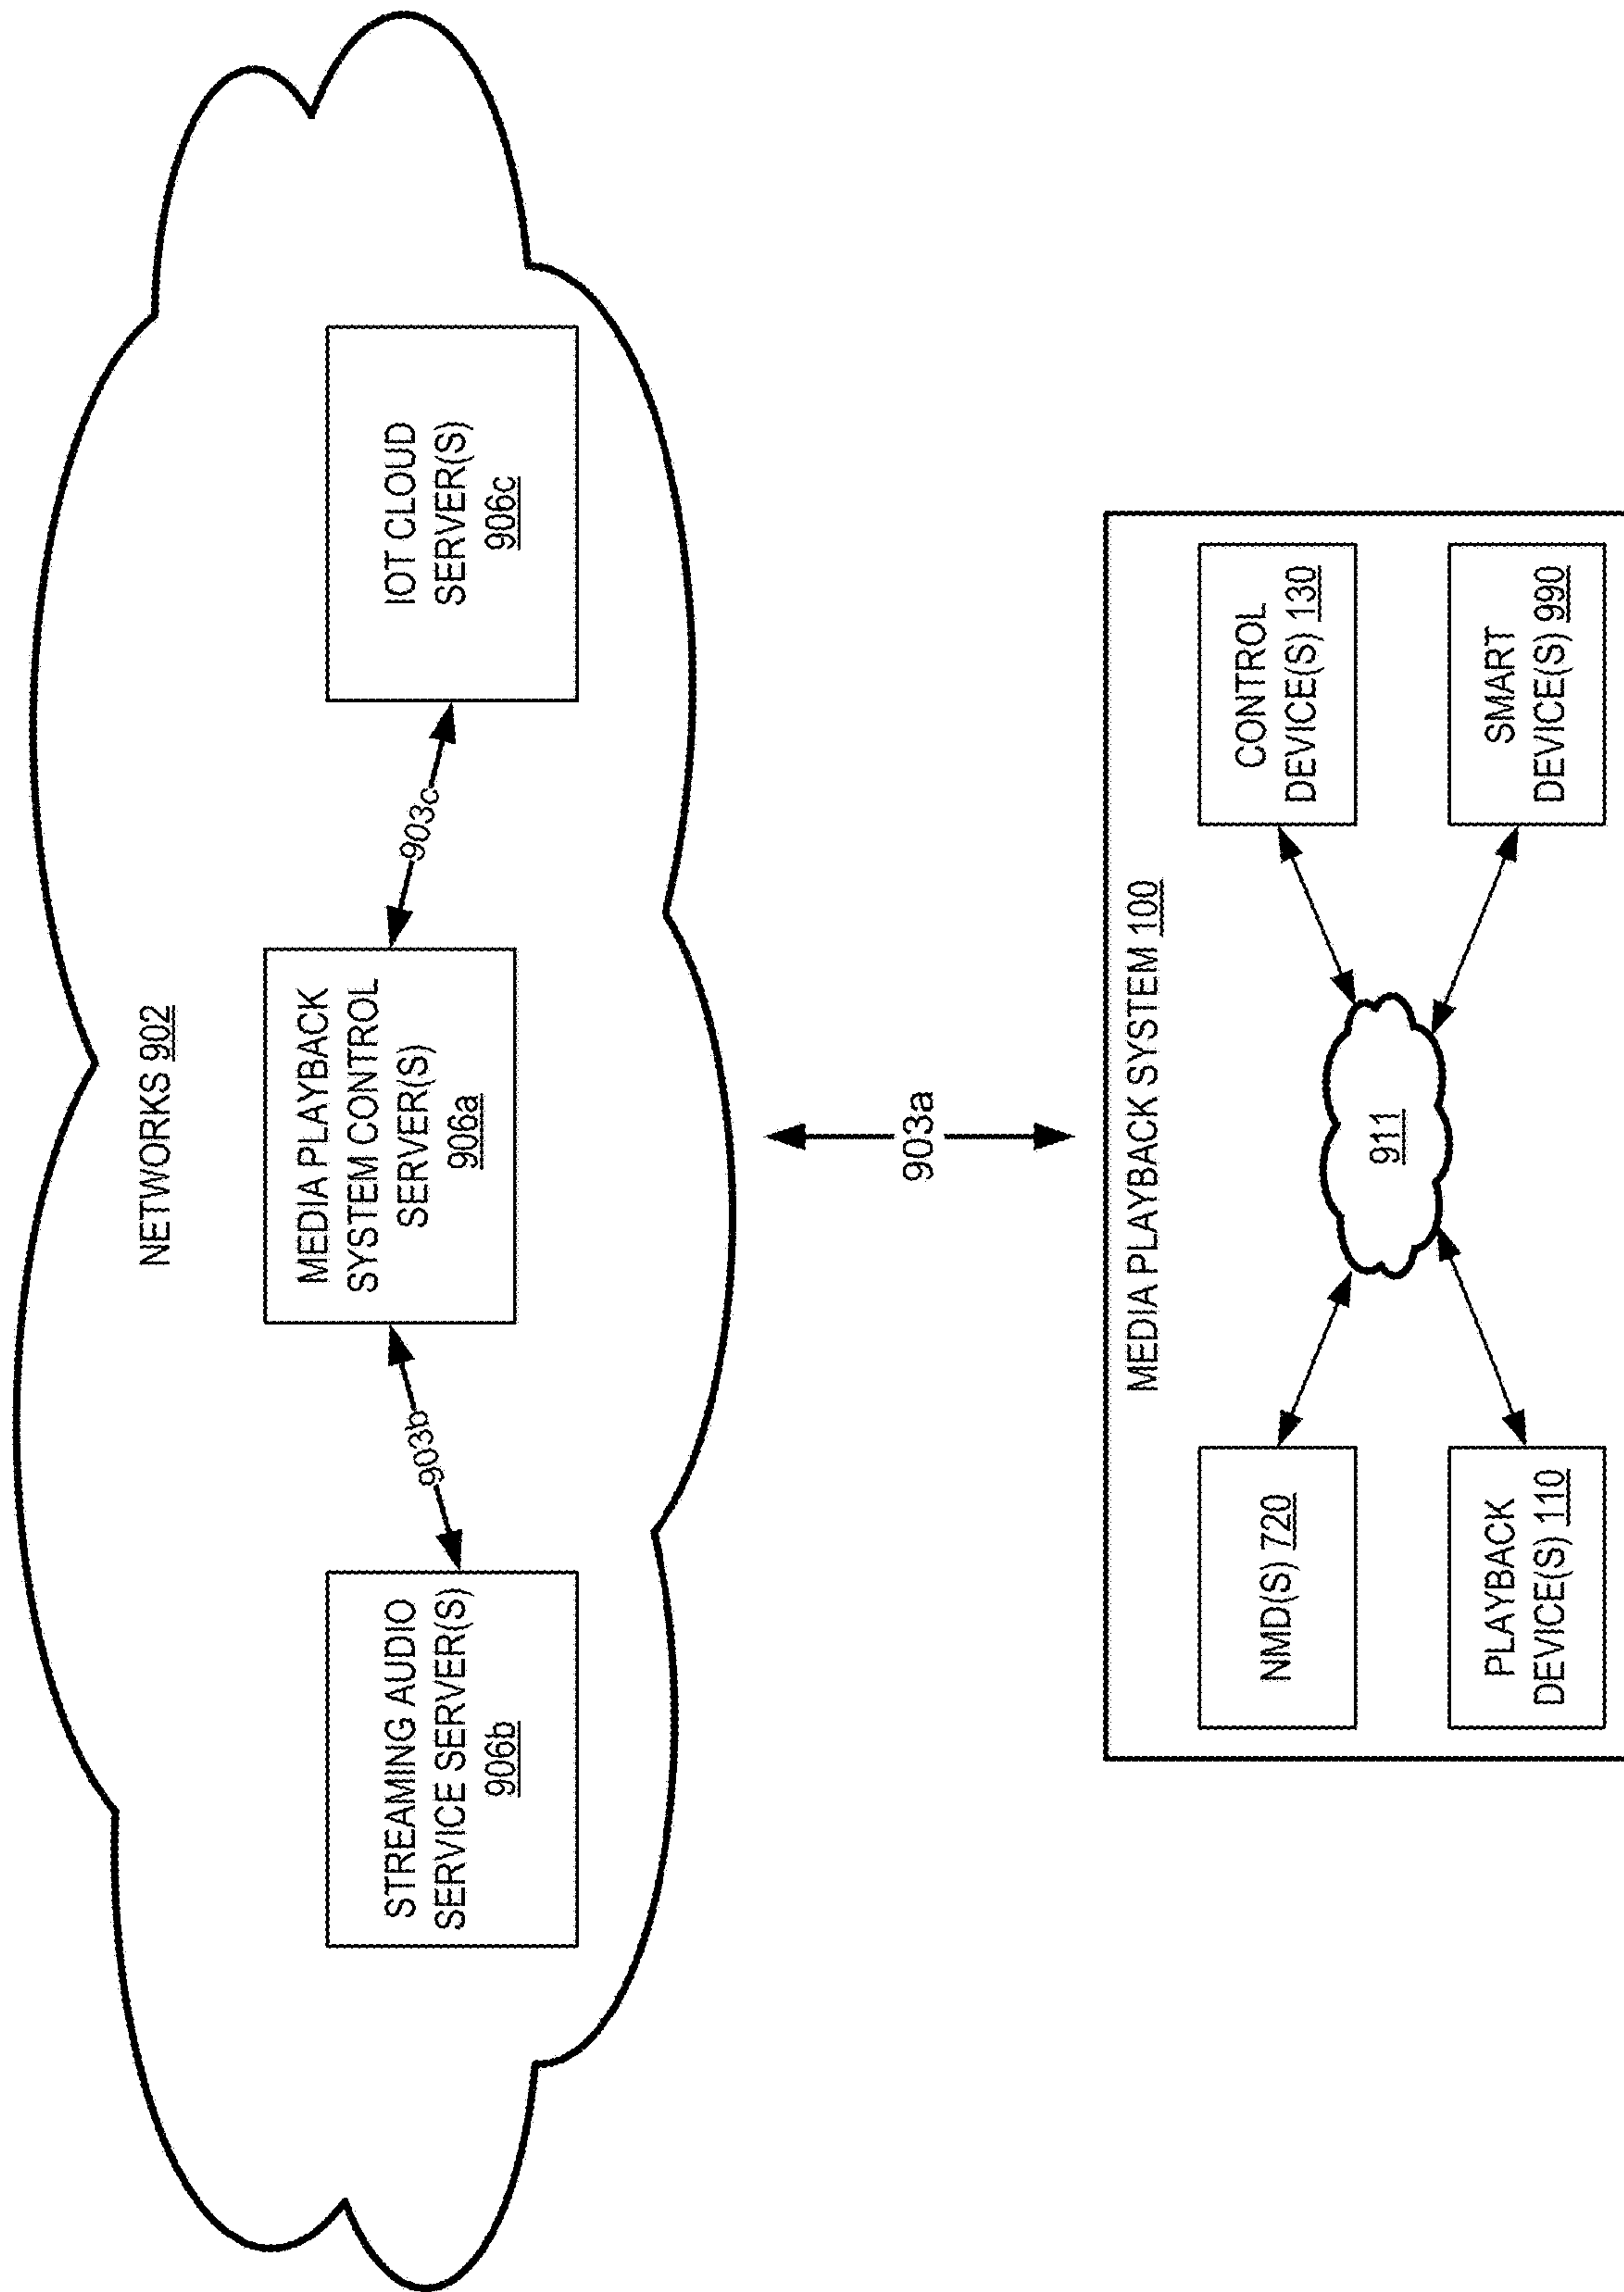 NETWORKS 902
MEDIA PLAYBACK
SYSTEM CONTROL
SERVER(S)
906a
STREAMING AUDIO
SERVICE SERVER(S)
906b
IOT CLOUD
SERVER(S)
906c
903b
903c
903a
MEDIA PLAYBACK SYSTEM 100
NMD(S) 720
CONTROL
DEVICE(S) 130
911
PLAYBACK
DEVICE(S) 110
SMART
DEVICE(S) 990